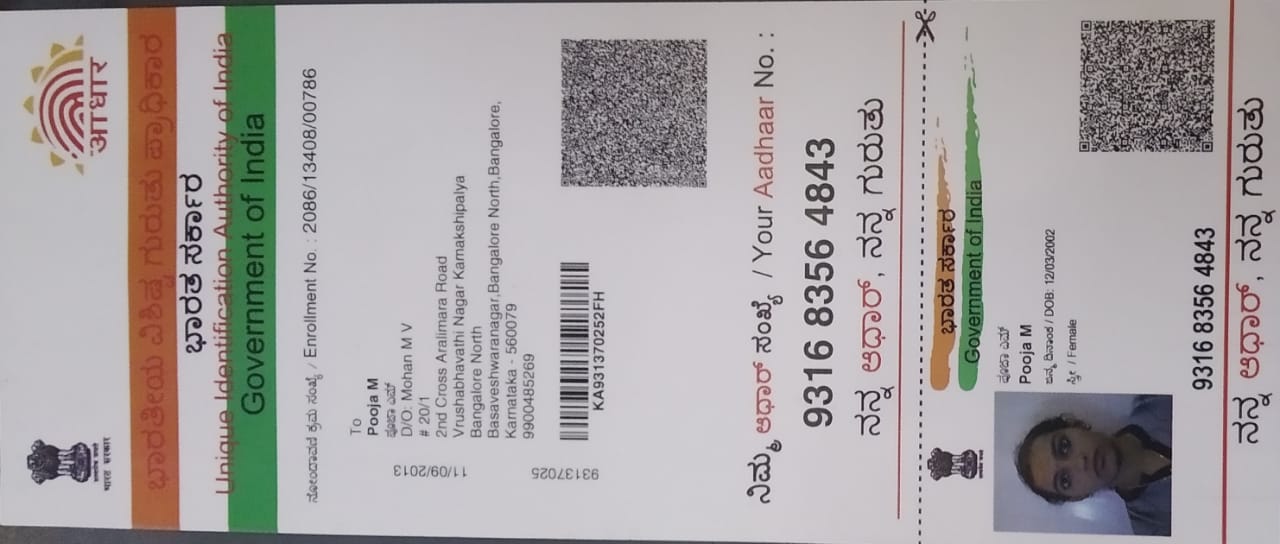 आधार
भारत सरकार
ಭಾರತೀಯ ವಿಶಿಷ್ಟ ಗುರುತು ಪ್ರಾಧಿಕಾರ
ಭಾರತ ಸರ್ಕಾರ
Unique Identification Authority of India
Government of India
ನೋಂದಾವಣೆ ಕ್ರಮ ಸಂಖ್ಯೆ / Enrollment No. : 2086/13408/00786
To
Pooja M
ಪೂಜಾ ಎಮ್
D/O: Mohan M V
# 20/1
2nd Cross Aralimara Road
Vrushabhavathi Nagar Kamakshipalya
Bangalore North
Basaveshwaranagar,Bangalore North,Bangalore,
Karnataka - 560079
9900485269
11/09/2013
93137025
KA931370252FH
ನಿಮ್ಮ ಆಧಾರ್ ಸಂಖ್ಯೆ / Your Aadhaar No. :
9316 8356 4843
ನನ್ನ ಆಧಾರ್, ನನ್ನ ಗುರುತು
ಭಾರತ ಸರ್ಕಾರ
Government of India
ಪೂಜಾ ಎಮ್
Pooja M
ಜನ್ಮ ದಿನಾಂಕ / DOB: 12/03/2002
ಸ್ತ್ರೀ / Female
9316 8356 4843
ನನ್ನ ಆಧಾರ್, ನನ್ನ ಗುರುತು